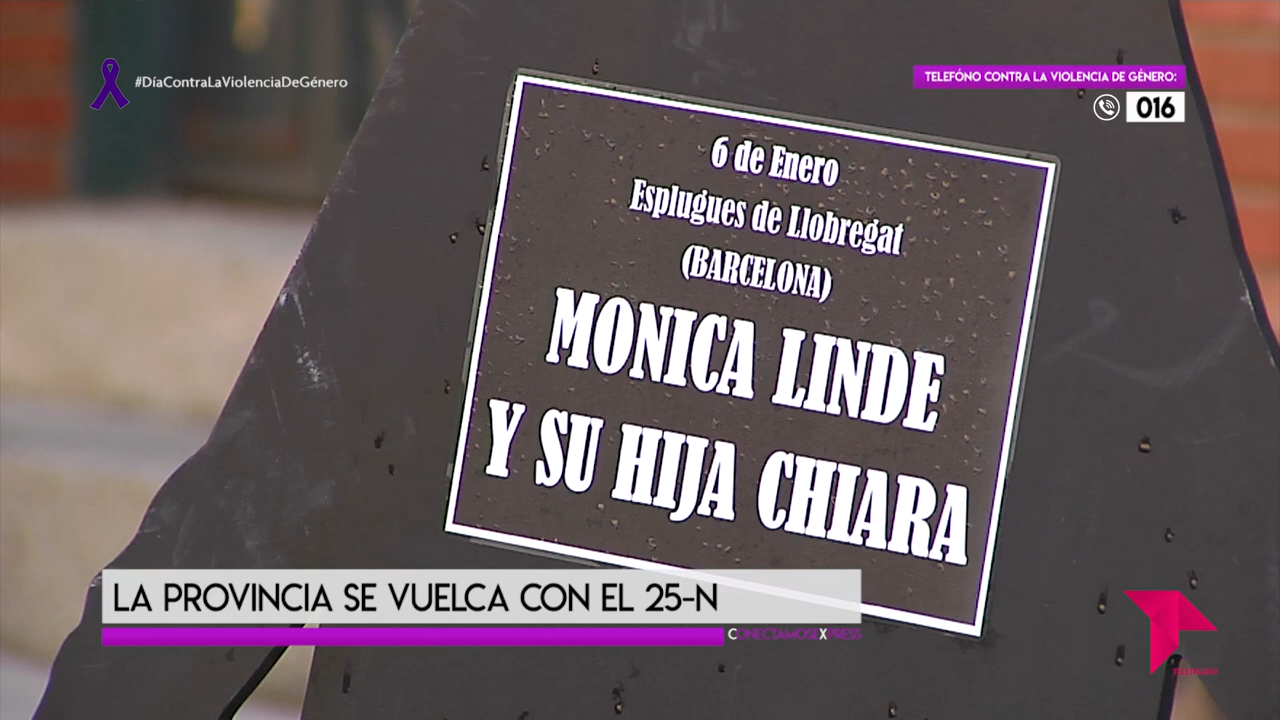 #DíaContraLaViolenciaDeGénero
TELEFÓNO CONTRA LA VIOLENCIA DE GÉNERO:
016
6 de Enero
Esplugues de Llobregat
(BARCELONA)
MONICA LINDE
Y SU HIJA CHIARA
LA PROVINCIA SE VUELCA CON EL 25-N
CONECTAMOSEXPRESS